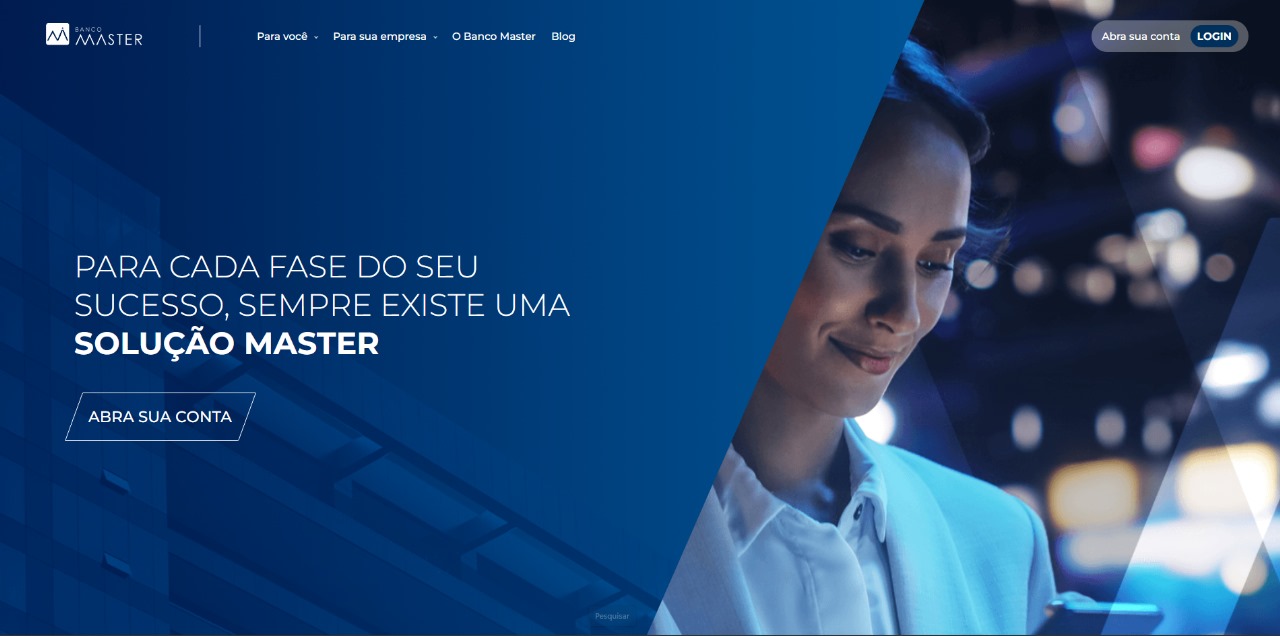 BANCO
MASTER
Para você
Para sua empresa
O Banco Master
Blog
Abra sua conta
LOGIN
PARA CADA FASE DO SEU
SUCESSO, SEMPRE EXISTE UMA
SOLUÇÃO MASTER
ABRA SUA CONTA
Pesquisar